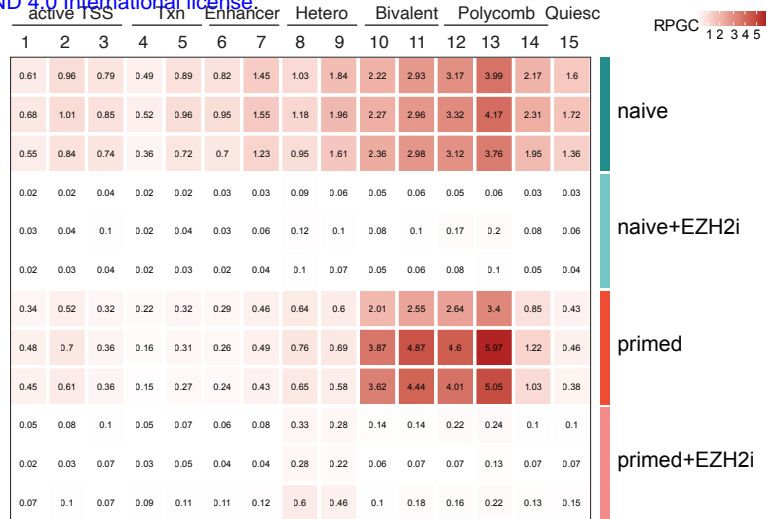 ND 4.0 International license.
active TSS Txn Enhancer Hetero Bivalent Polycomb Quiesc
RPGC 1 2 3 4 5
1 2 3 4 5 6 7 8 9 10 11 12 13 14 15
0.61 0.96 0.79 0.49 0.89 0.82 1.45 1.03 1.84 2.22 2.93 3.17 3.99 2.17 1.6
0.68 1.01 0.85 0.52 0.96 0.95 1.55 1.18 1.96 2.27 2.96 3.32 4.17 2.31 1.72
naive
0.55 0.84 0.74 0.36 0.72 0.7 1.23 0.95 1.61 2.36 2.98 3.12 3.76 1.95 1.36
0.02 0.02 0.04 0.02 0.02 0.03 0.03 0.09 0.06 0.05 0.06 0.05 0.06 0.03 0.03
0.03 0.04 0.1 0.02 0.04 0.03 0.06 0.12 0.1 0.08 0.1 0.17 0.2 0.08 0.06
naive+EZH2i
0.02 0.03 0.04 0.02 0.03 0.02 0.04 0.1 0.07 0.05 0.06 0.08 0.1 0.05 0.04
0.34 0.52 0.32 0.22 0.32 0.29 0.46 0.64 0.6 2.01 2.55 2.64 3.4 0.85 0.43
0.48 0.7 0.36 0.16 0.31 0.26 0.49 0.76 0.69 3.87 4.87 4.6 5.97 1.22 0.46
primed
0.45 0.61 0.36 0.15 0.27 0.24 0.43 0.65 0.58 3.62 4.44 4.01 5.05 1.03 0.38
0.05 0.08 0.1 0.05 0.07 0.06 0.08 0.33 0.28 0.14 0.14 0.22 0.24 0.1 0.1
0.02 0.03 0.07 0.03 0.05 0.04 0.04 0.28 0.22 0.06 0.07 0.07 0.13 0.07 0.07
primed+EZH2i
0.07 0.1 0.07 0.09 0.11 0.11 0.12 0.6 0.46 0.1 0.18 0.16 0.22 0.13 0.15